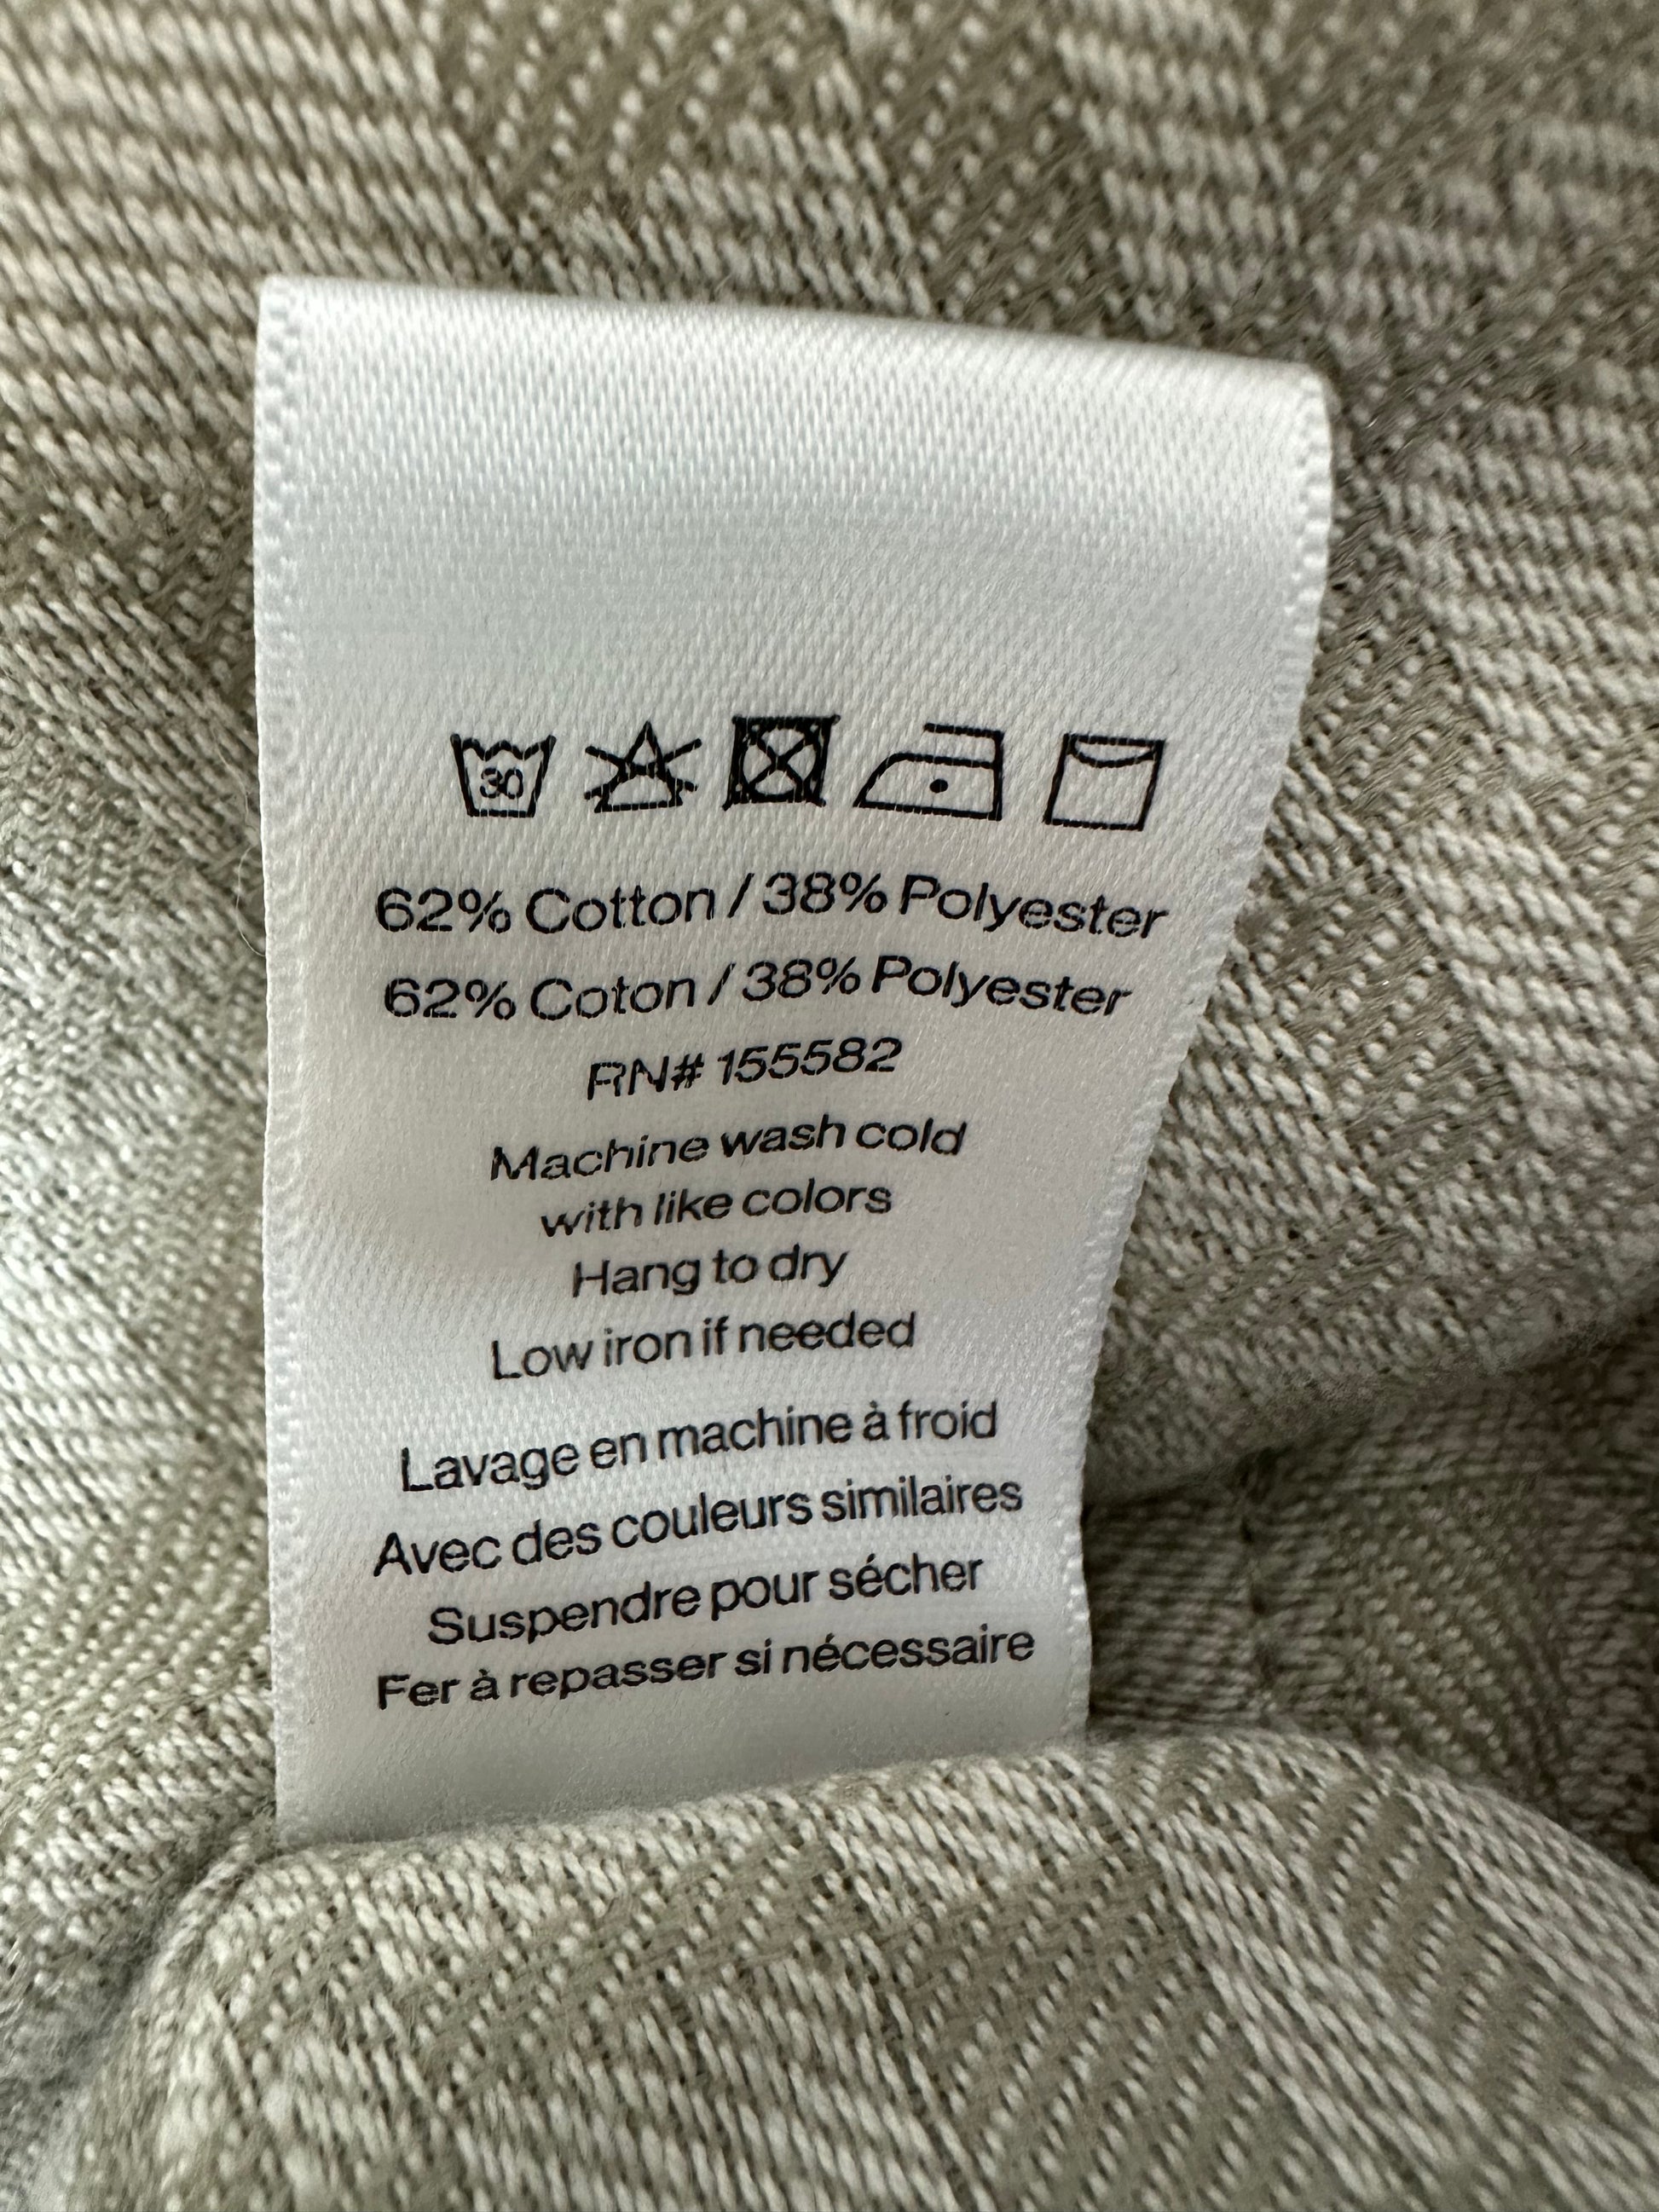 30
62% Cotton / 38% Polyester
62% Coton / 38% Polyester
RN# 155582
Machine wash cold
with like colors
Hang to dry
Low iron if needed
Lavage en machine à froid
Avec des couleurs similaires
Suspendre pour sécher
Fer à repasser si nécessaire